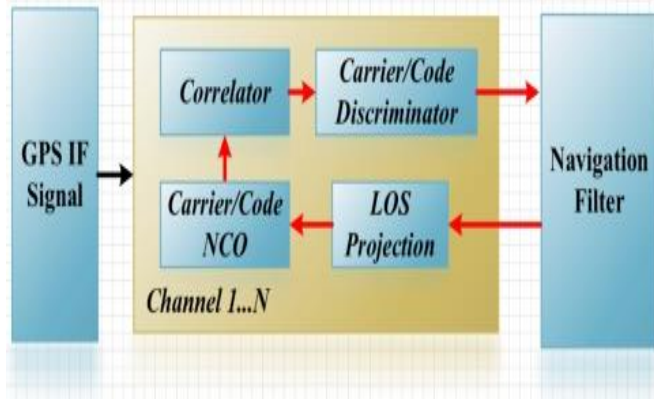 GPS IF
Signal
Correlator
Carrier/Code
Discriminator
Carrier/Code
NCO
LOS
Projection
Channel 1...N
Navigation
Filter